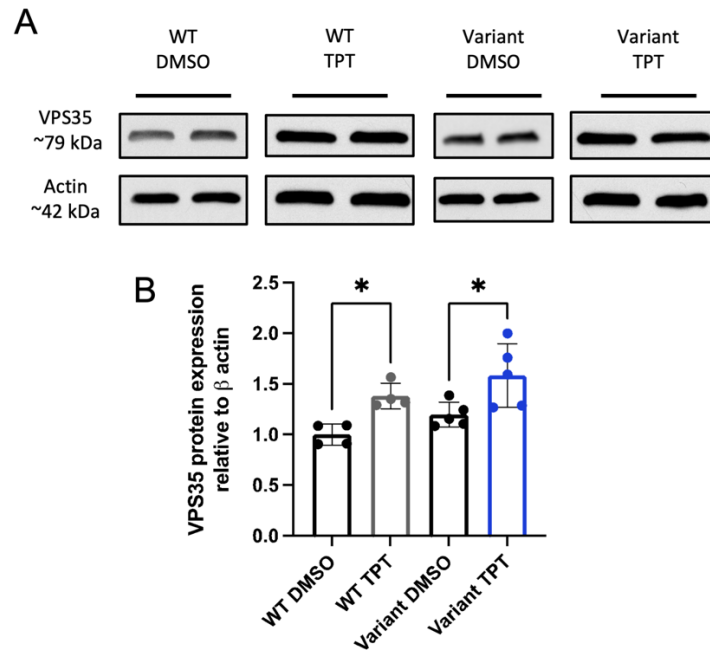 A
WT
DMSO
WT
TPT
Variant
DMSO
Variant
TPT
VPS35
~79 kDa
Actin
~42 kDa
B
VPS35 protein expression
relative to β actin
2.5
2.0
1.5
1.0
0.5
0.0
*
*
WT DMSO
WT TPT
Variant DMSO
Variant TPT